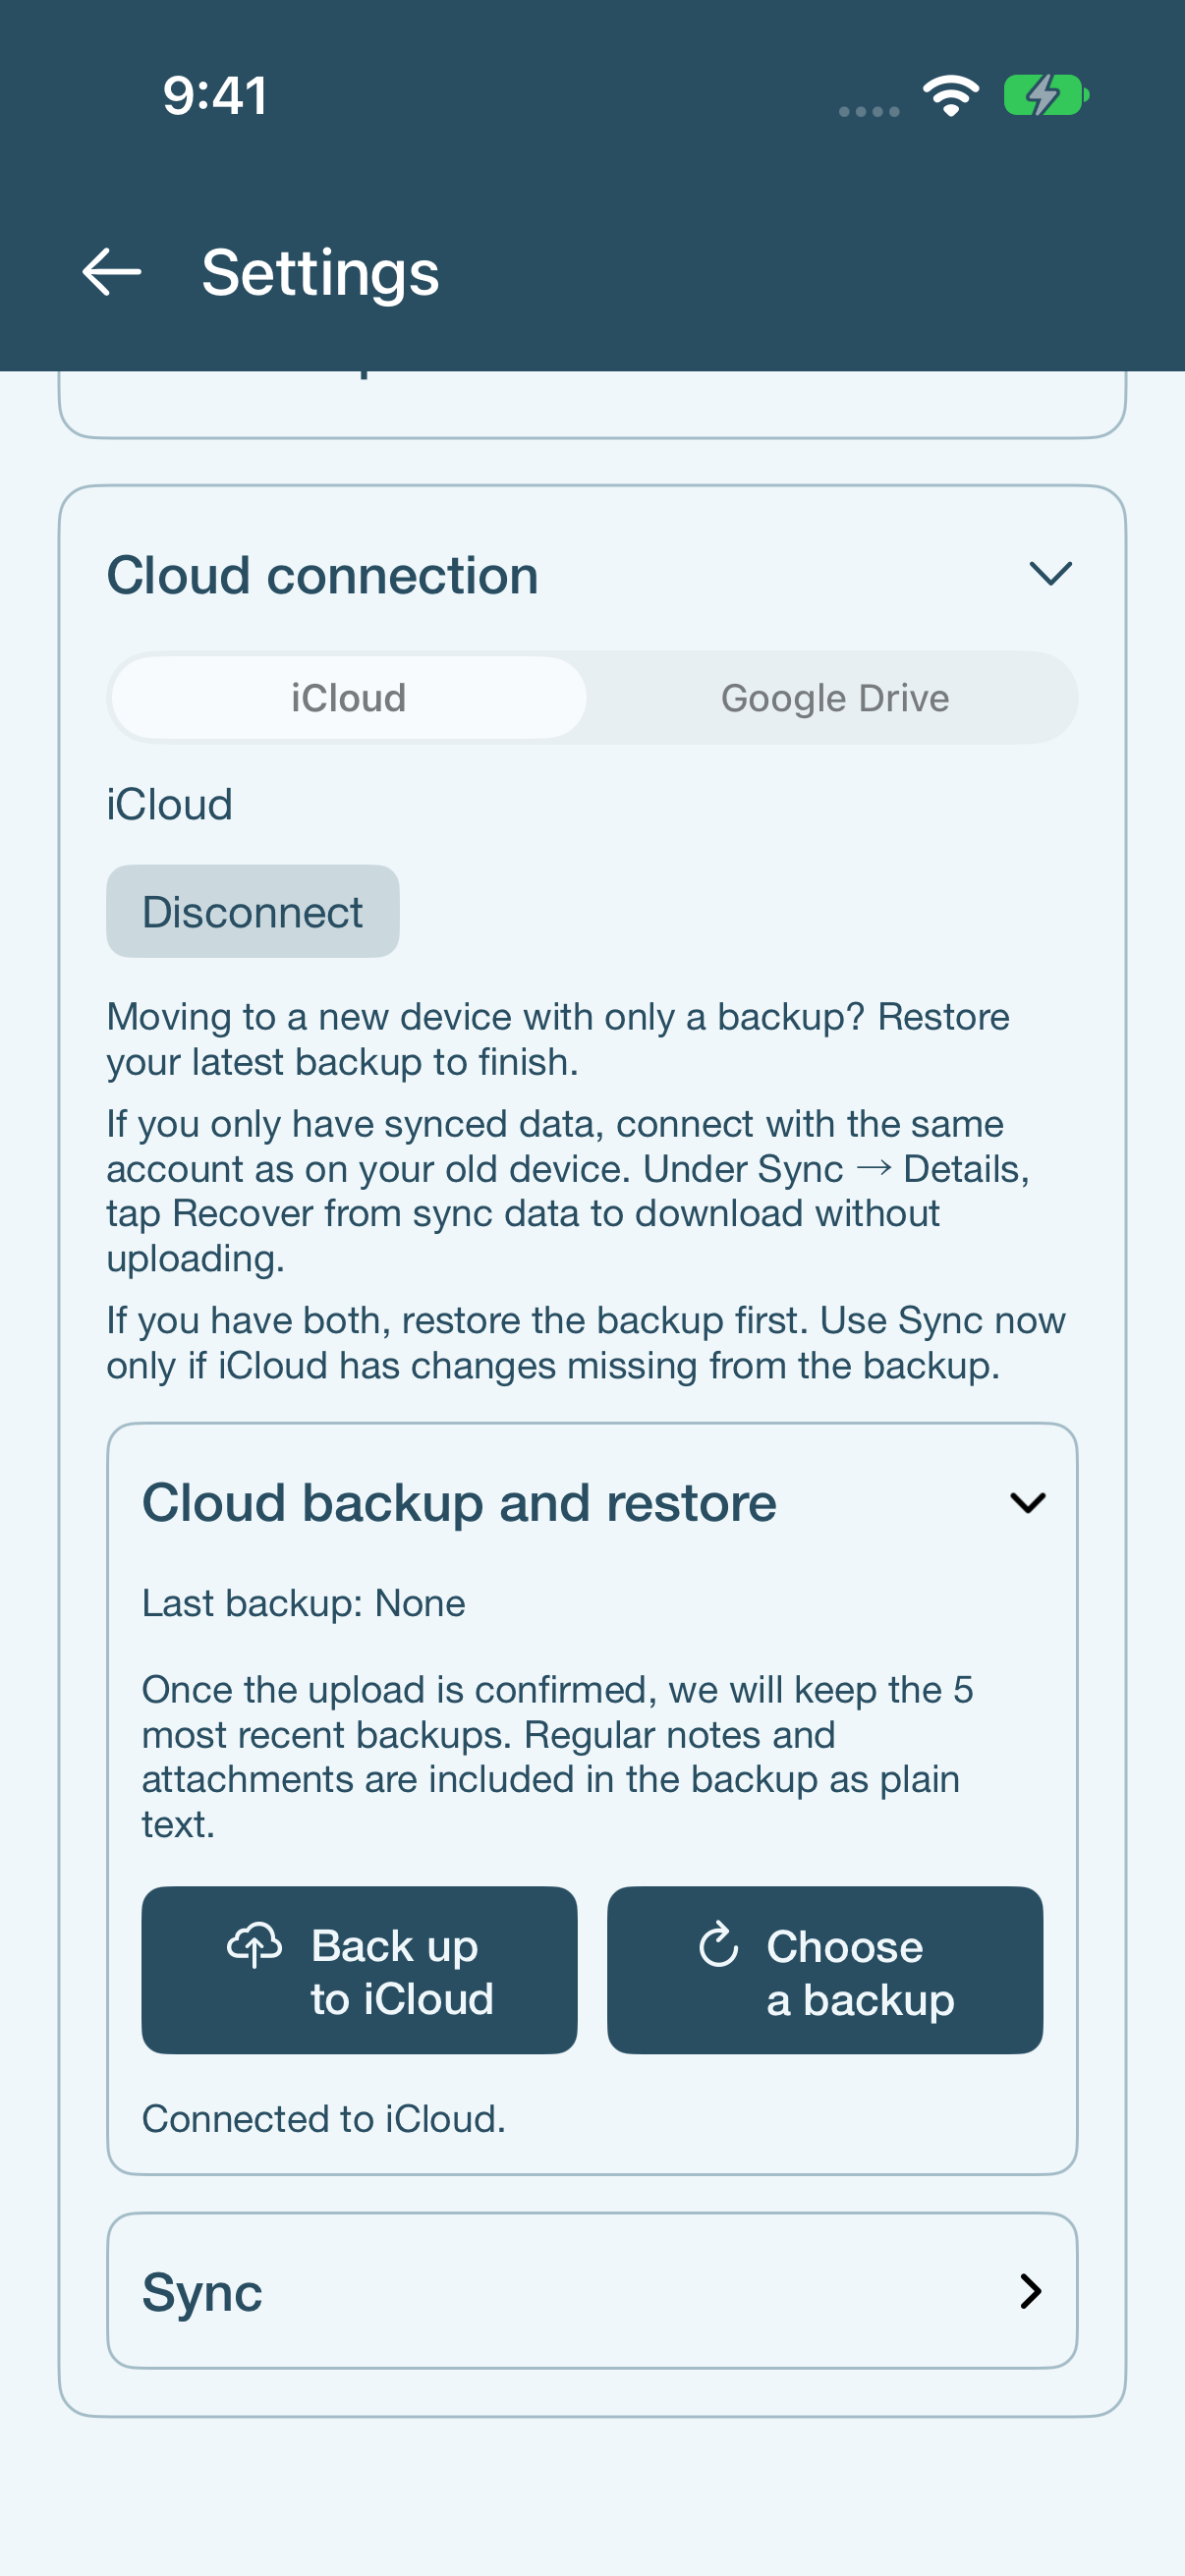 9:41
Settings
Cloud connection
iCloud
Google Drive
iCloud
Disconnect
Moving to a new device with only a backup? Restore
your latest backup to finish.
If you only have synced data, connect with the same
account as on your old device. Under Sync → Details,
tap Recover from sync data to download without
uploading.
If you have both, restore the backup first. Use Sync now
only if iCloud has changes missing from the backup.
Cloud backup and restore
Last backup: None
Once the upload is confirmed, we will keep the 5
most recent backups. Regular notes and
attachments are included in the backup as plain
text.
Back up
to iCloud
Choose
a backup
Connected to iCloud.
Sync